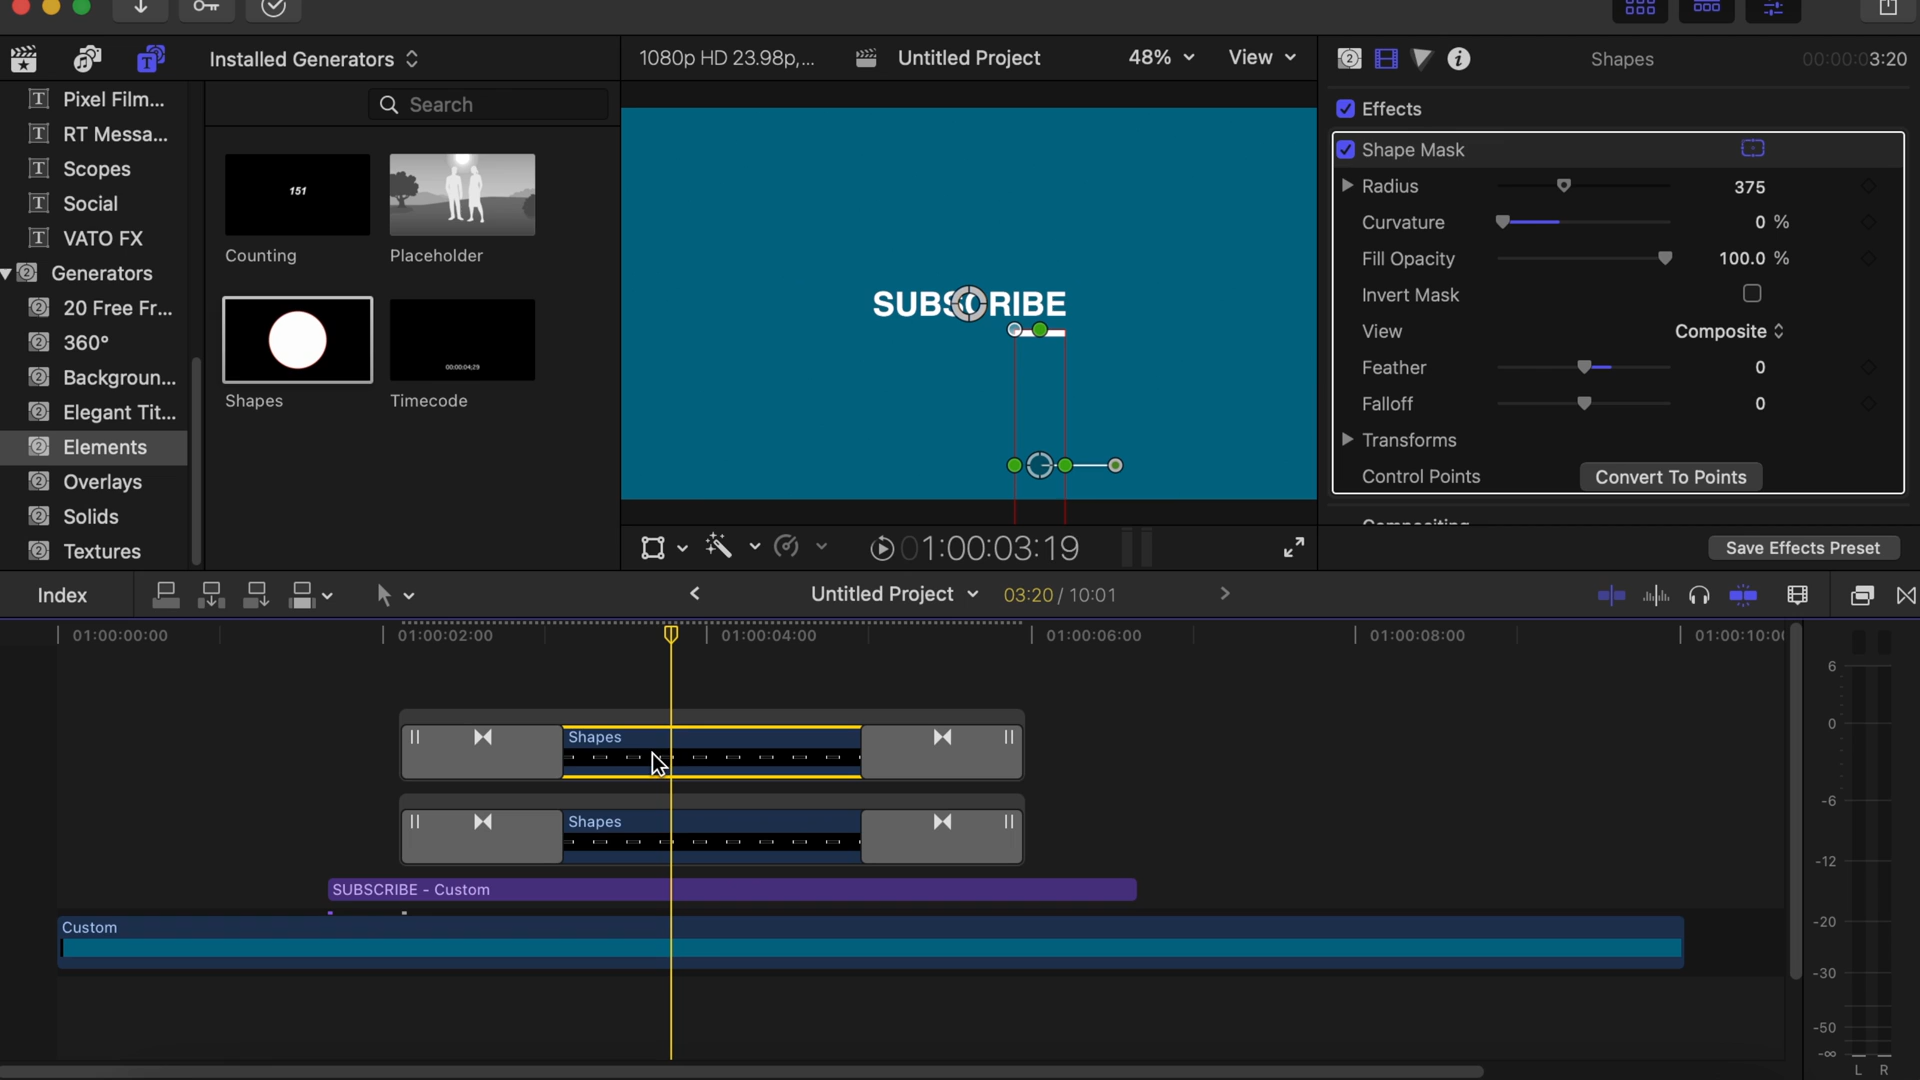 Installed Generators
1080p HD 23.98p,...
Untitled Project
48%
View
Shapes
00:00:03:20
Pixel Film...
RT Messa...
Scopes
Social
VATO FX
Generators
20 Free Fr...
360°
Backgroun...
Elegant Tit...
Elements
Overlays
Solids
Textures
Search
151
Counting
Placeholder
Shapes
00:00:04;29
Timecode
SUBSCRIBE
01:00:03:19
Effects
Shape Mask
Radius
375
Curvature
0 %
Fill Opacity
100.0 %
Invert Mask
View
Composite
Feather
0
Falloff
0
Transforms
Control Points
Convert To Points
Compositing
Save Effects Preset
Index
Untitled Project
03:20 / 10:01
01:00:00:00
01:00:02:00
01:00:04:00
01:00:06:00
01:00:08:00
01:00:10:0
Shapes
Shapes
SUBSCRIBE - Custom
Custom
6
0
-6
-12
-20
-30
-50
-∞
L R